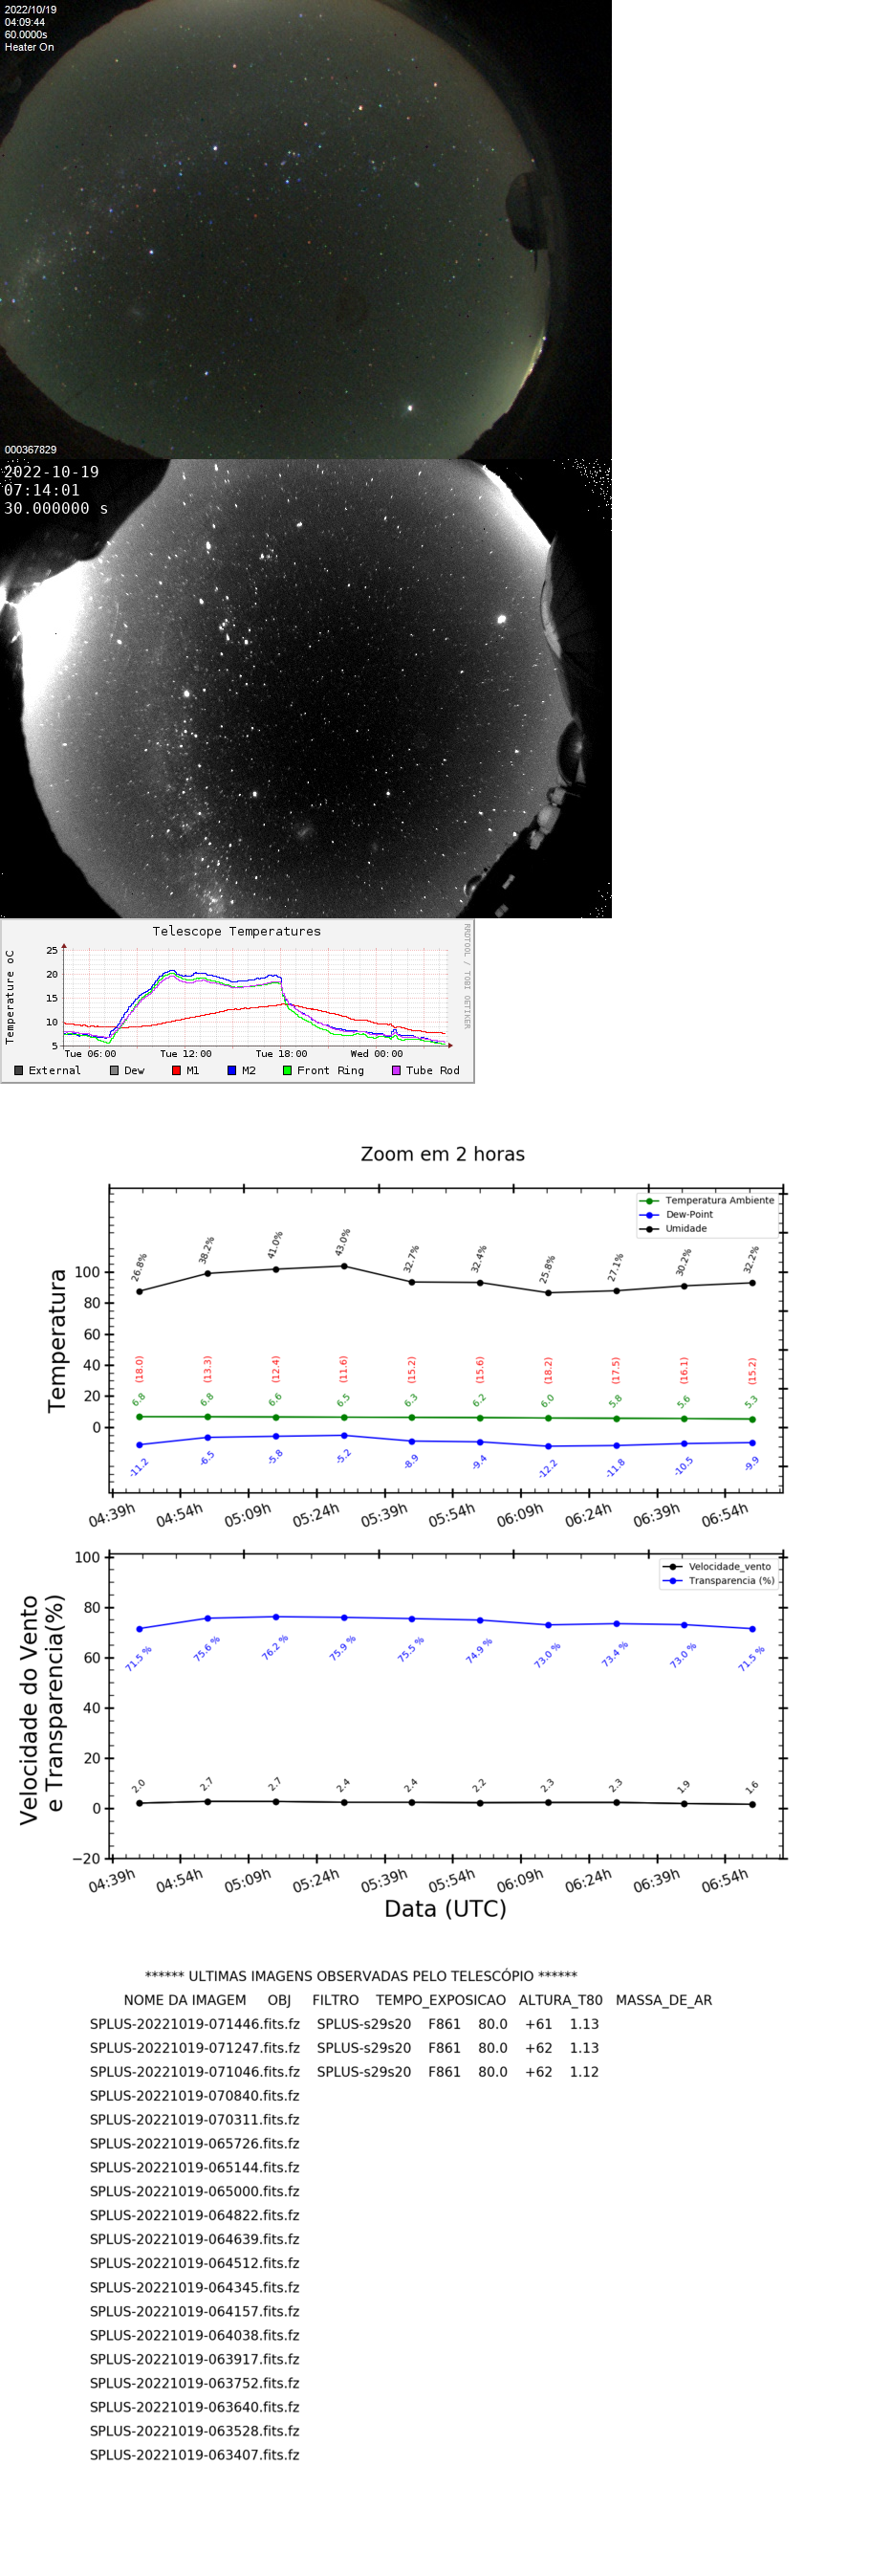 2022/10/19
04:09:44
60.0000s
Heater On
000367829
2022-10-19
07:14:01
30.000000 s
Telescope Temperatures
RRDTOOL / TOBI OETIKER
Temperature oC
25
20
15
10
5
Tue 06:00 Tue 12:00 Tue 18:00 Wed 00:00
External Dew M1 M2 Front Ring Tube Rod
Zoom em 2 horas
Temperatura Ambiente
Dew-Point
Umidade
Temperatura
100
80
60
40
20
0
26.8% 38.2% 41.0% 43.0% 32.7% 32.4% 25.8% 27.1% 30.2% 32.2%
(18.0) (13.3) (12.4) (11.6) (15.2) (15.6) (18.2) (17.5) (16.1) (15.2)
6.8 6.8 6.6 6.5 6.3 6.2 6.0 5.8 5.6 5.3
-11.2 -6.5 -5.8 -5.2 -8.9 -9.4 -12.2 -11.8 -10.5 -9.9
04:39h 04:54h 05:09h 05:24h 05:39h 05:54h 06:09h 06:24h 06:39h 06:54h
Velocidade_vento
Transparencia (%)
Velocidade do Vento
e Transparencia(%)
100
80
60
40
20
0
−20
71.5 % 75.6 % 76.2 % 75.9 % 75.5 % 74.9 % 73.0 % 73.4 % 73.0 % 71.5 %
2.0 2.7 2.7 2.4 2.4 2.2 2.3 2.3 1.9 1.6
04:39h 04:54h 05:09h 05:24h 05:39h 05:54h 06:09h 06:24h 06:39h 06:54h
Data (UTC)
****** ULTIMAS IMAGENS OBSERVADAS PELO TELESCÓPIO ******
NOME DA IMAGEM OBJ FILTRO TEMPO_EXPOSICAO ALTURA_T80 MASSA_DE_AR
SPLUS-20221019-071446.fits.fz SPLUS-s29s20 F861 80.0 +61 1.13
SPLUS-20221019-071247.fits.fz SPLUS-s29s20 F861 80.0 +62 1.13
SPLUS-20221019-071046.fits.fz SPLUS-s29s20 F861 80.0 +62 1.12
SPLUS-20221019-070840.fits.fz
SPLUS-20221019-070311.fits.fz
SPLUS-20221019-065726.fits.fz
SPLUS-20221019-065144.fits.fz
SPLUS-20221019-065000.fits.fz
SPLUS-20221019-064822.fits.fz
SPLUS-20221019-064639.fits.fz
SPLUS-20221019-064512.fits.fz
SPLUS-20221019-064345.fits.fz
SPLUS-20221019-064157.fits.fz
SPLUS-20221019-064038.fits.fz
SPLUS-20221019-063917.fits.fz
SPLUS-20221019-063752.fits.fz
SPLUS-20221019-063640.fits.fz
SPLUS-20221019-063528.fits.fz
SPLUS-20221019-063407.fits.fz